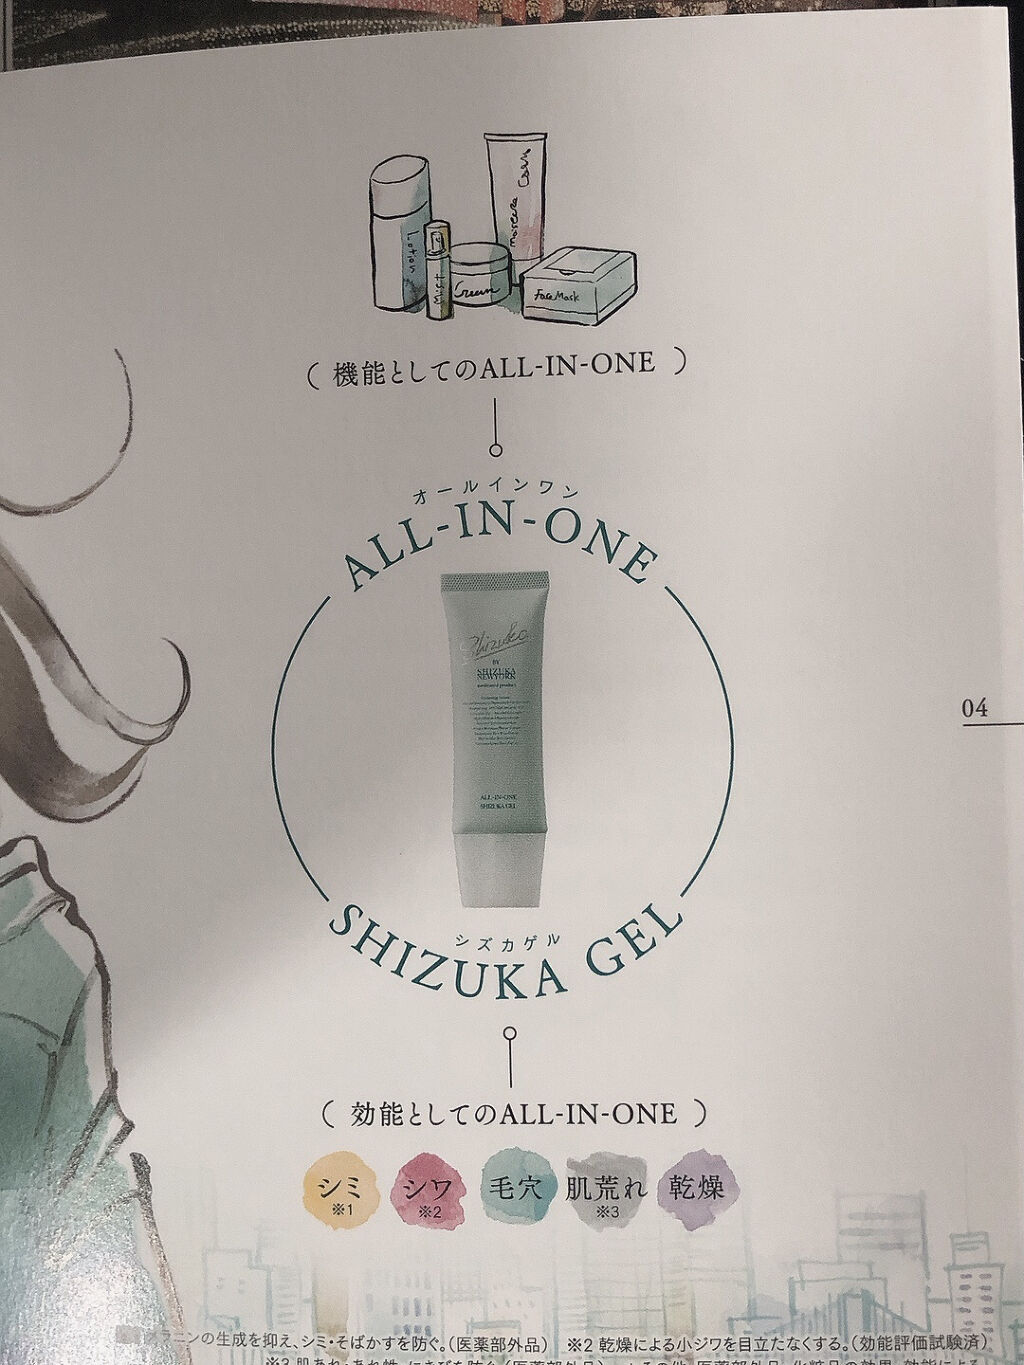 Lotion
Mist
Cream
Face Mask
( 機能としてのALL-IN-ONE )
オールインワン
ALL-IN-ONE
Shizuka
BY
SHIZUKA
NEWYORK
ALL-IN-ONE
SHIZUKA GEL
04
シズカゲル
SHIZUKA GEL
( 効能としてのALL-IN-ONE )
シミ シワ 毛穴 肌荒れ 乾燥
※1 ※2 ※3
ラニンの生成を抑え、シミ・そばかすを防ぐ。(医薬部外品) ※2 乾燥による小ジワを目立たなくする。(効能評価試験済)